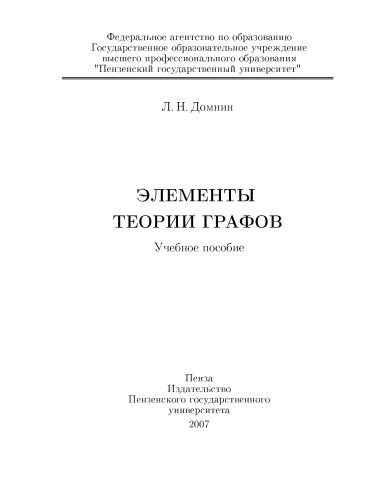 Федеральное агентство по образованию
Государственное образовательное учреждение
высшего профессионального образования
"Пензенский государственный университет"
Л. Н. Домнин
ЭЛЕМЕНТЫ
ТЕОРИИ ГРАФОВ
Учебное пособие
Пенза
Издательство
Пензенского государственного
университета
2007